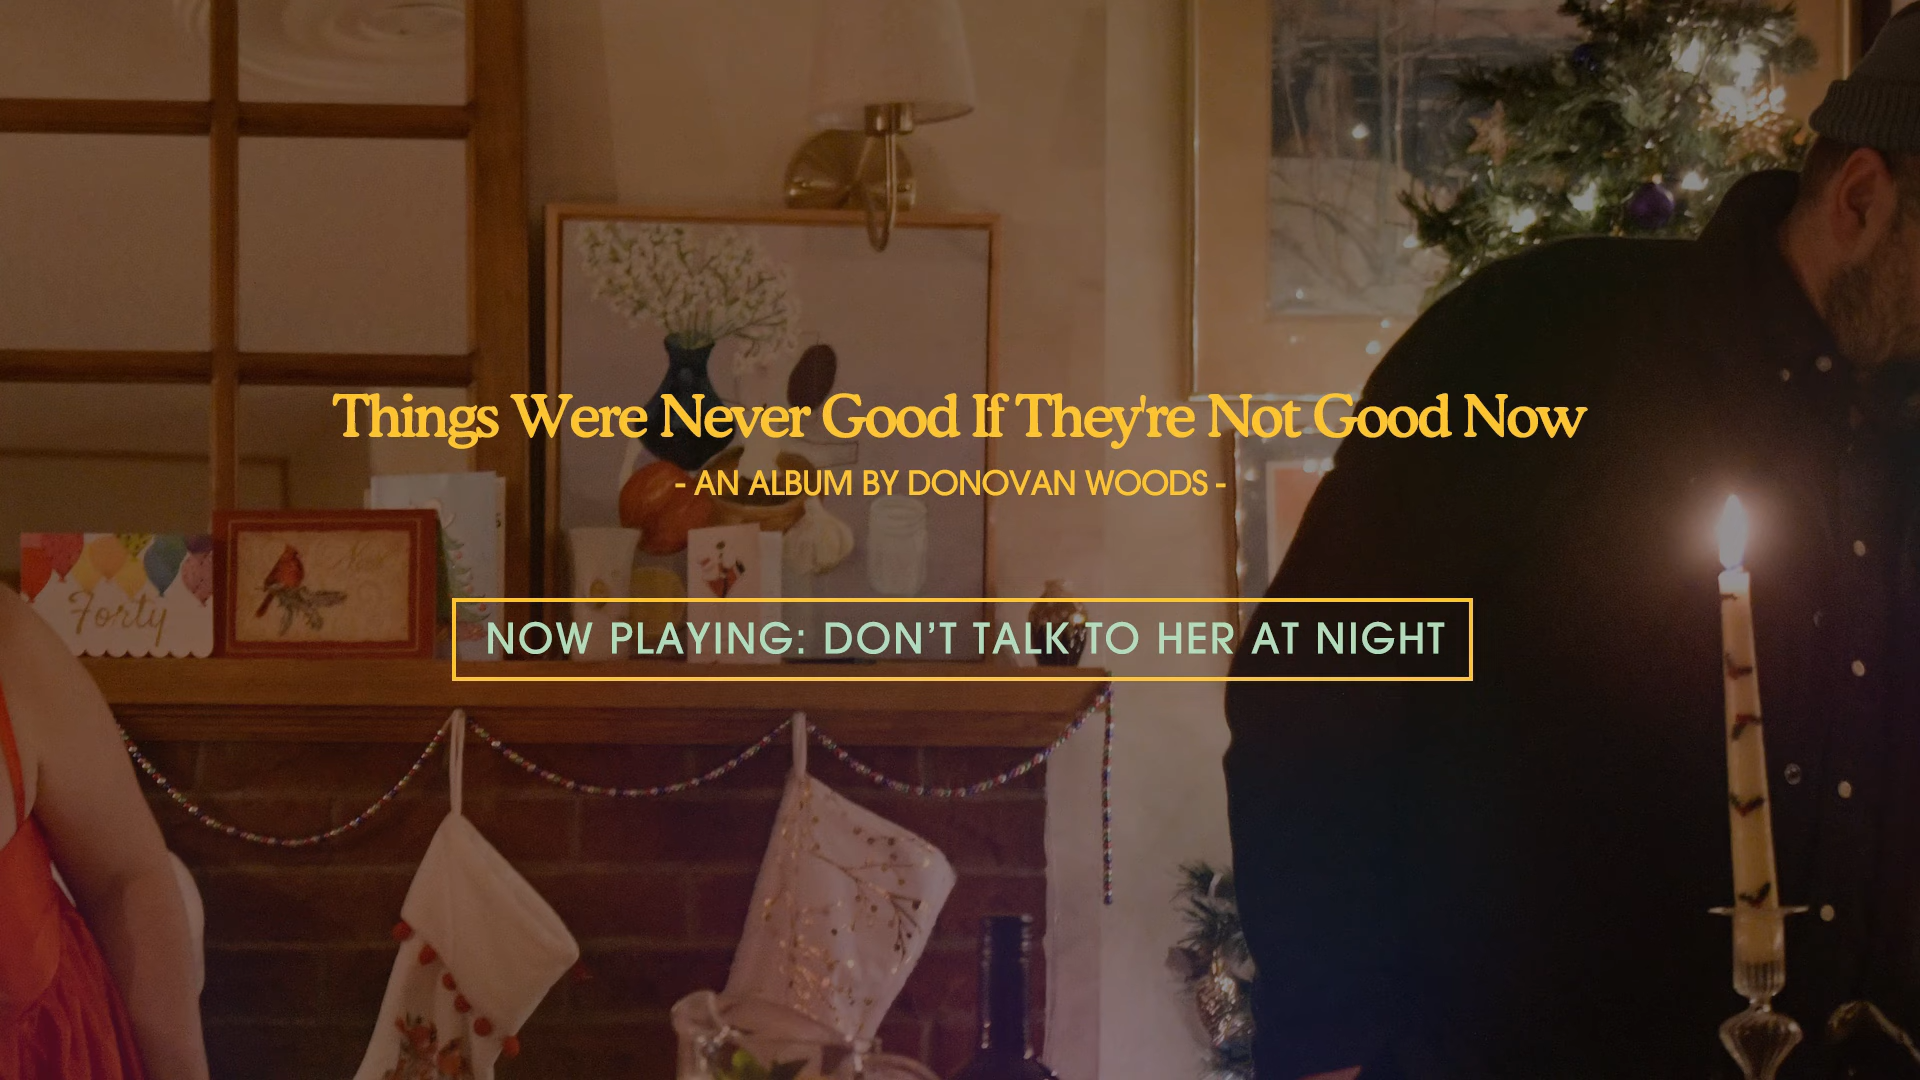 Things Were Never Good If They're Not Good Now
- AN ALBUM BY DONOVAN WOODS -
Forty
NOW PLAYING: DON’T TALK TO HER AT NIGHT